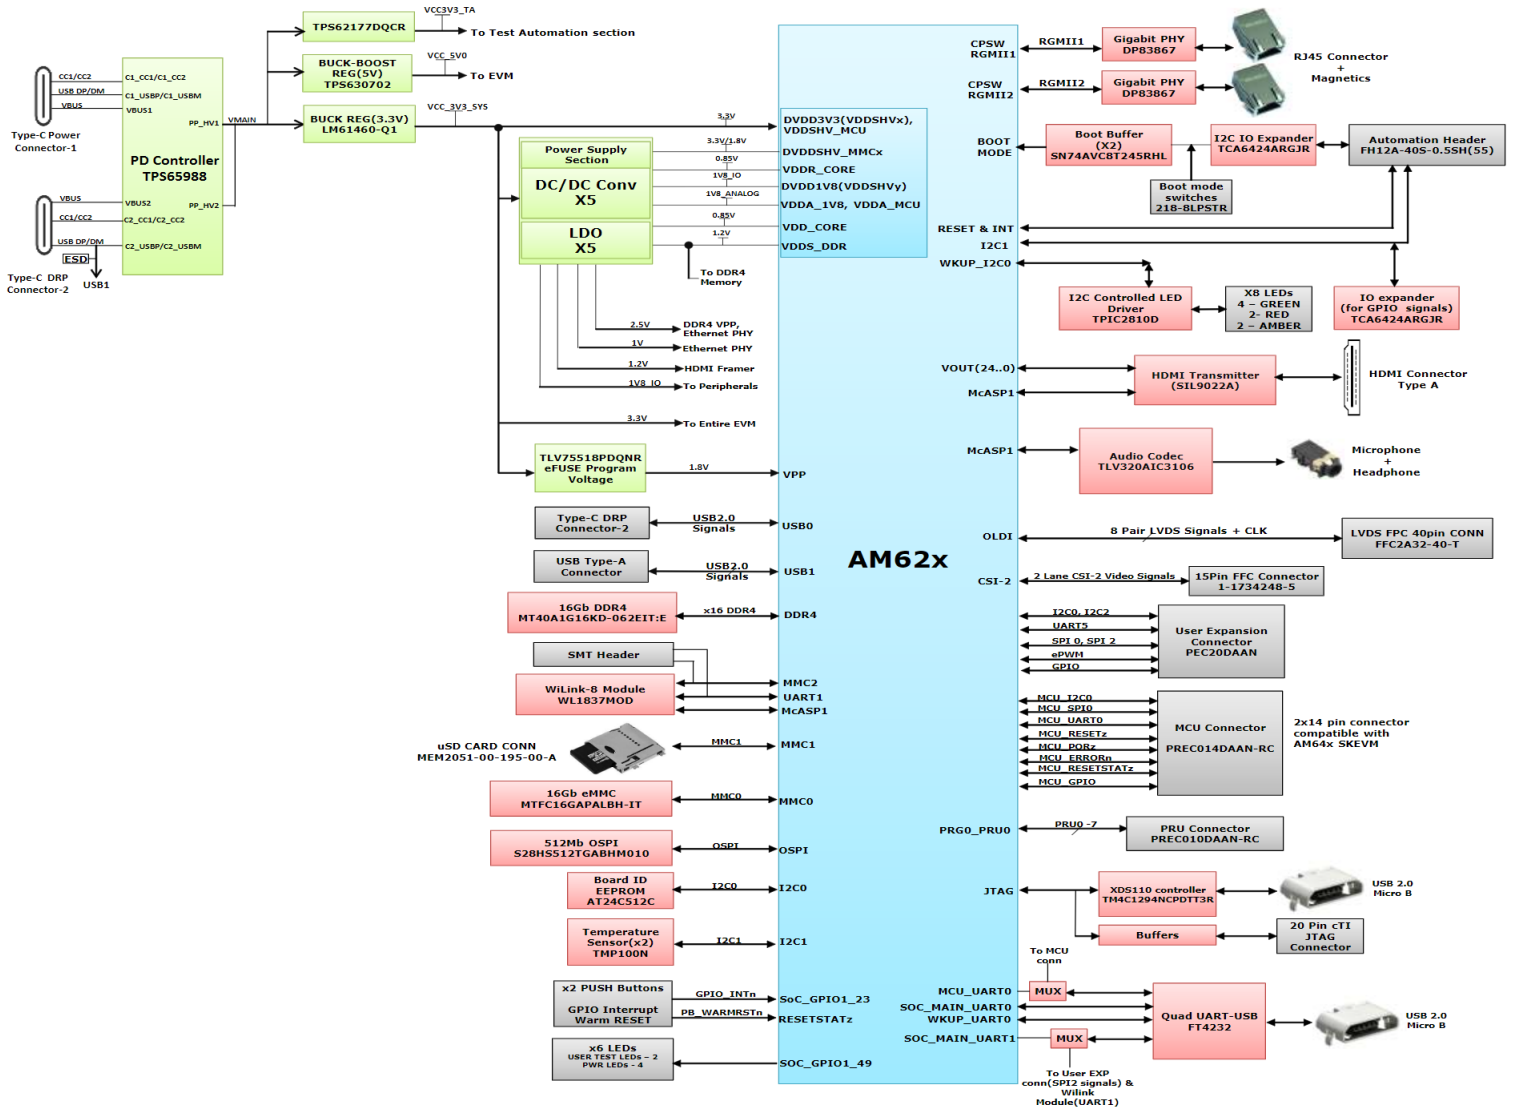 VCC3V3_TA
TPS62177DQCR
To Test Automation section
VCC_5V0
BUCK-BOOST
REG(5V)
TPS630702
To EVM
VCC_3V3_SYS
BUCK REG(3.3V)
LM61460-Q1
CC1/CC2
USB DP/DM
VBUS
Type-C Power
Connector-1
C1_CC1/C1_CC2
C1_USBP/C1_USBM
VBUS1
PP_HV1
VMAIN
PD Controller
TPS65988
PP_HV2
VBUS
VBUS2
CC1/CC2
C2_CC1/C2_CC2
USB DP/DM
C2_USBP/C2_USBM
ESD
Type-C DRP
Connector-2
USB1
Power Supply
Section
DC/DC Conv
X5
LDO
X5
3.3V
3.3V/1.8V
0.85V
1V8_IO
1V8_ANALOG
0.85V
1.2V
DVDD3V3(VDDSHVx),
VDDSHV_MCU
DVDDSHV_MMCx
VDDR_CORE
DVDD1V8(VDDSHVy)
VDDA_1V8, VDDA_MCU
VDD_CORE
VDDS_DDR
To DDR4
Memory
2.5V
DDR4 VPP,
Ethernet PHY
1V
Ethernet PHY
1.2V
HDMI Framer
1V8_IO
To Peripherals
3.3V
To Entire EVM
TLV75518PDQNR
eFUSE Program
Voltage
1.8V
VPP
Type-C DRP
Connector-2
USB2.0
Signals
USB0
USB Type-A
Connector
USB2.0
Signals
USB1
16Gb DDR4
MT40A1G16KD-062EIT:E
x16 DDR4
DDR4
SMT Header
WiLink-8 Module
WL1837MOD
MMC2
UART1
McASP1
uSD CARD CONN
MEM2051-00-195-00-A
MMC1
MMC1
16Gb eMMC
MTFC16GAPALBH-IT
MMC0
MMC0
512Mb OSPI
S28HS512TGABHM010
OSPI
OSPI
Board ID
EEPROM
AT24C512C
I2C0
I2C0
Temperature
Sensor(x2)
TMP100N
I2C1
I2C1
x2 PUSH Buttons
GPIO Interrupt
Warm RESET
GPIO_INTn
SoC_GPIO1_23
PB_WARMRSTn
RESETSTATz
x6 LEDs
USER TEST LEDs – 2
PWR LEDs - 4
SOC_GPIO1_49
AM62x
CPSW
RGMII1
RGMII1
Gigabit PHY
DP83867
CPSW
RGMII2
RGMII2
Gigabit PHY
DP83867
RJ45 Connector
+
Magnetics
BOOT
MODE
Boot Buffer
(X2)
SN74AVC8T245RHL
I2C IO Expander
TCA6424ARGJR
Automation Header
FH12A-40S-0.5SH(55)
Boot mode
switches
218-8LPSTR
RESET & INT
I2C1
WKUP_I2C0
I2C Controlled LED
Driver
TPIC2810D
X8 LEDs
4 – GREEN
2- RED
2 – AMBER
IO expander
(for GPIO signals)
TCA6424ARGJR
VOUT(24..0)
McASP1
HDMI Transmitter
(SIL9022A)
HDMI Connector
Type A
McASP1
Audio Codec
TLV320AIC3106
Microphone
+
Headphone
OLDI
8 Pair LVDS Signals + CLK
LVDS FPC 40pin CONN
FFC2A32-40-T
CSI-2
2 Lane CSI-2 Video Signals
15Pin FFC Connector
1-1734248-5
I2C0, I2C2
UART5
SPI 0, SPI 2
ePWM
GPIO
User Expansion
Connector
PEC20DAAN
MCU_I2C0
MCU_SPI0
MCU_UART0
MCU_RESETz
MCU_PORz
MCU_ERRORn
MCU_RESETSTATz
MCU_GPIO
MCU Connector
PREC014DAAN-RC
2x14 pin connector
compatible with
AM64x SKEVM
PRG0_PRU0
PRU0 -7
PRU Connector
PREC010DAAN-RC
JTAG
XDS110 controller
TM4C1294NCPDTT3R
USB 2.0
Micro B
Buffers
20 Pin cTI
JTAG
Connector
To MCU
conn
MCU_UART0
MUX
SOC_MAIN_UART0
WKUP_UART0
SOC_MAIN_UART1
MUX
Quad UART-USB
FT4232
USB 2.0
Micro B
To User EXP
conn(SPI2 signals) &
Wilink
Module(UART1)